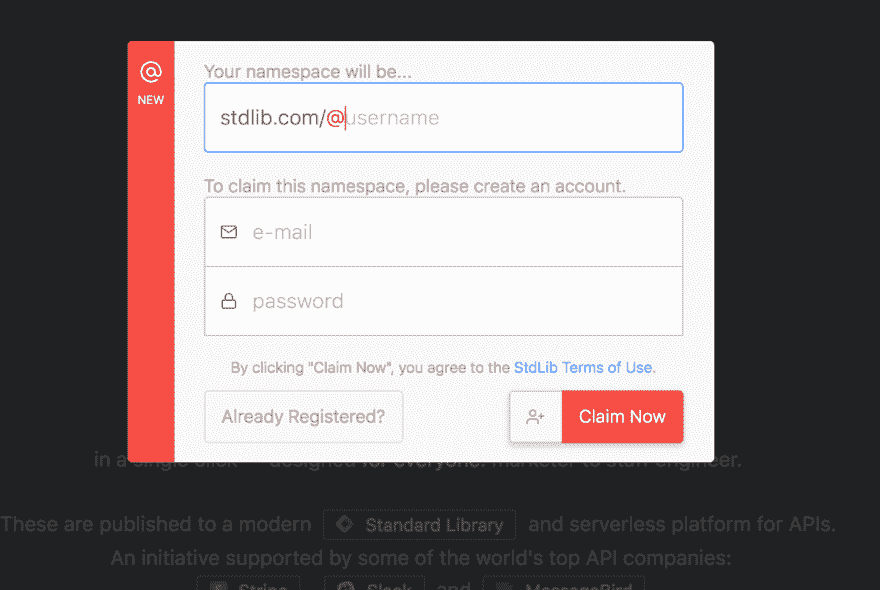 @
NEW
Your namespace will be...
stdlib.com/@username
To claim this namespace, please create an account.
e-mail
password
By clicking "Claim Now", you agree to the StdLib Terms of Use.
Already Registered?
Claim Now
in a single click — designed for everyone: marketer to staff engineer.
These are published to a modern Standard Library and serverless platform for APIs.
An initiative supported by some of the world's top API companies:
Stripe Slack and MessageBird